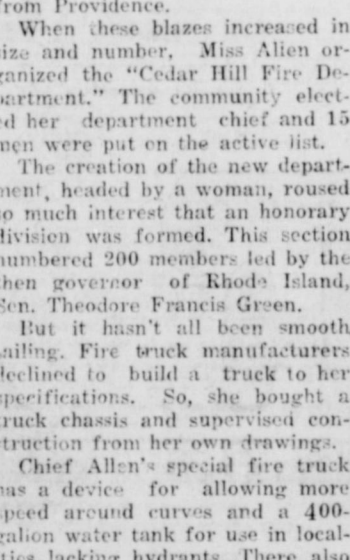 from Providence.
When these blazes increased in
size and number, Miss Allen or-
ganized the "Cedar Hill Fire De-
partment." The community elect-
ed her department chief and 15
men were put on the active list.
The creation of the new depart-
ment, headed by a woman, roused
so much interest that an honorary
division was formed. This section
numbered 200 members led by the
then governor of Rhode Island,
Sen. Theodore Francis Green.
But it hasn't all been smooth
sailing. Fire truck manufacturers
declined to build a truck to her
specifications. So, she bought a
truck chassis and supervised con-
struction from her own drawings.
Chief Allen's special fire truck
has a device for allowing more
speed around curves and a 400-
gallon water tank for use in local-
ities lacking hydrants. There also